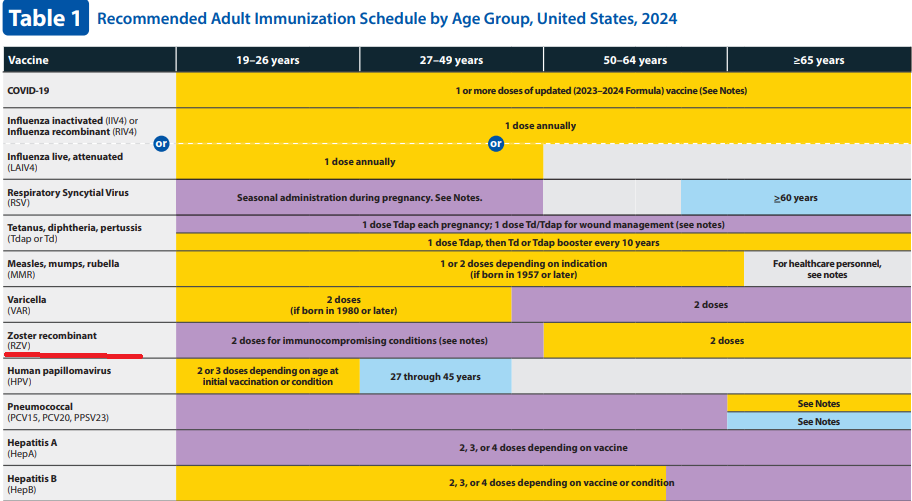 Table 1 Recommended Adult Immunization Schedule by Age Group, United States, 2024
Vaccine 19–26 years 27–49 years 50–64 years ≥65 years
COVID-19 1 or more doses of updated (2023–2024 Formula) vaccine (See Notes)
Influenza inactivated (IIV4) or
Influenza recombinant (RIV4)
1 dose annually
or or
Influenza live, attenuated
(LAIV4)
1 dose annually
Respiratory Syncytial Virus
(RSV)
Seasonal administration during pregnancy. See Notes. ≥60 years
Tetanus, diphtheria, pertussis
(Tdap or Td)
1 dose Tdap each pregnancy; 1 dose Td/Tdap for wound management (see notes)
1 dose Tdap, then Td or Tdap booster every 10 years
Measles, mumps, rubella
(MMR)
1 or 2 doses depending on indication
(if born in 1957 or later)
For healthcare personnel,
see notes
Varicella
(VAR)
2 doses
(if born in 1980 or later)
2 doses
Zoster recombinant
(RZV)
2 doses for immunocompromising conditions (see notes) 2 doses
Human papillomavirus
(HPV)
2 or 3 doses depending on age at
initial vaccination or condition
27 through 45 years
Pneumococcal
(PCV15, PCV20, PPSV23)
See Notes
See Notes
Hepatitis A
(HepA)
2, 3, or 4 doses depending on vaccine
Hepatitis B
(HepB)
2, 3, or 4 doses depending on vaccine or condition